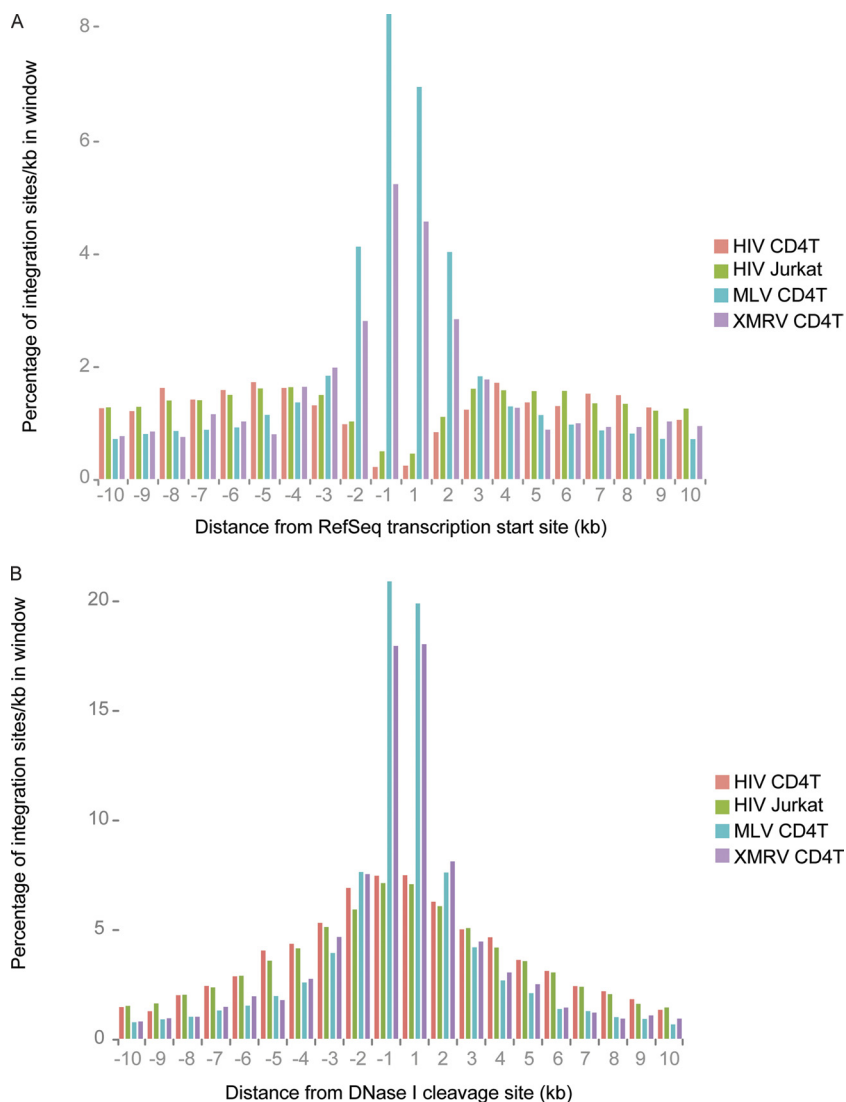 A
Percentage of integration sites/kb in window
8
6
4
2
0
-10 -9 -8 -7 -6 -5 -4 -3 -2 -1 1 2 3 4 5 6 7 8 9 10
Distance from RefSeq transcription start site (kb)
HIV CD4T
HIV Jurkat
MLV CD4T
XMRV CD4T
B
Percentage of integration sites/kb in window
20
15
10
5
0
-10 -9 -8 -7 -6 -5 -4 -3 -2 -1 1 2 3 4 5 6 7 8 9 10
Distance from DNase I cleavage site (kb)
HIV CD4T
HIV Jurkat
MLV CD4T
XMRV CD4T